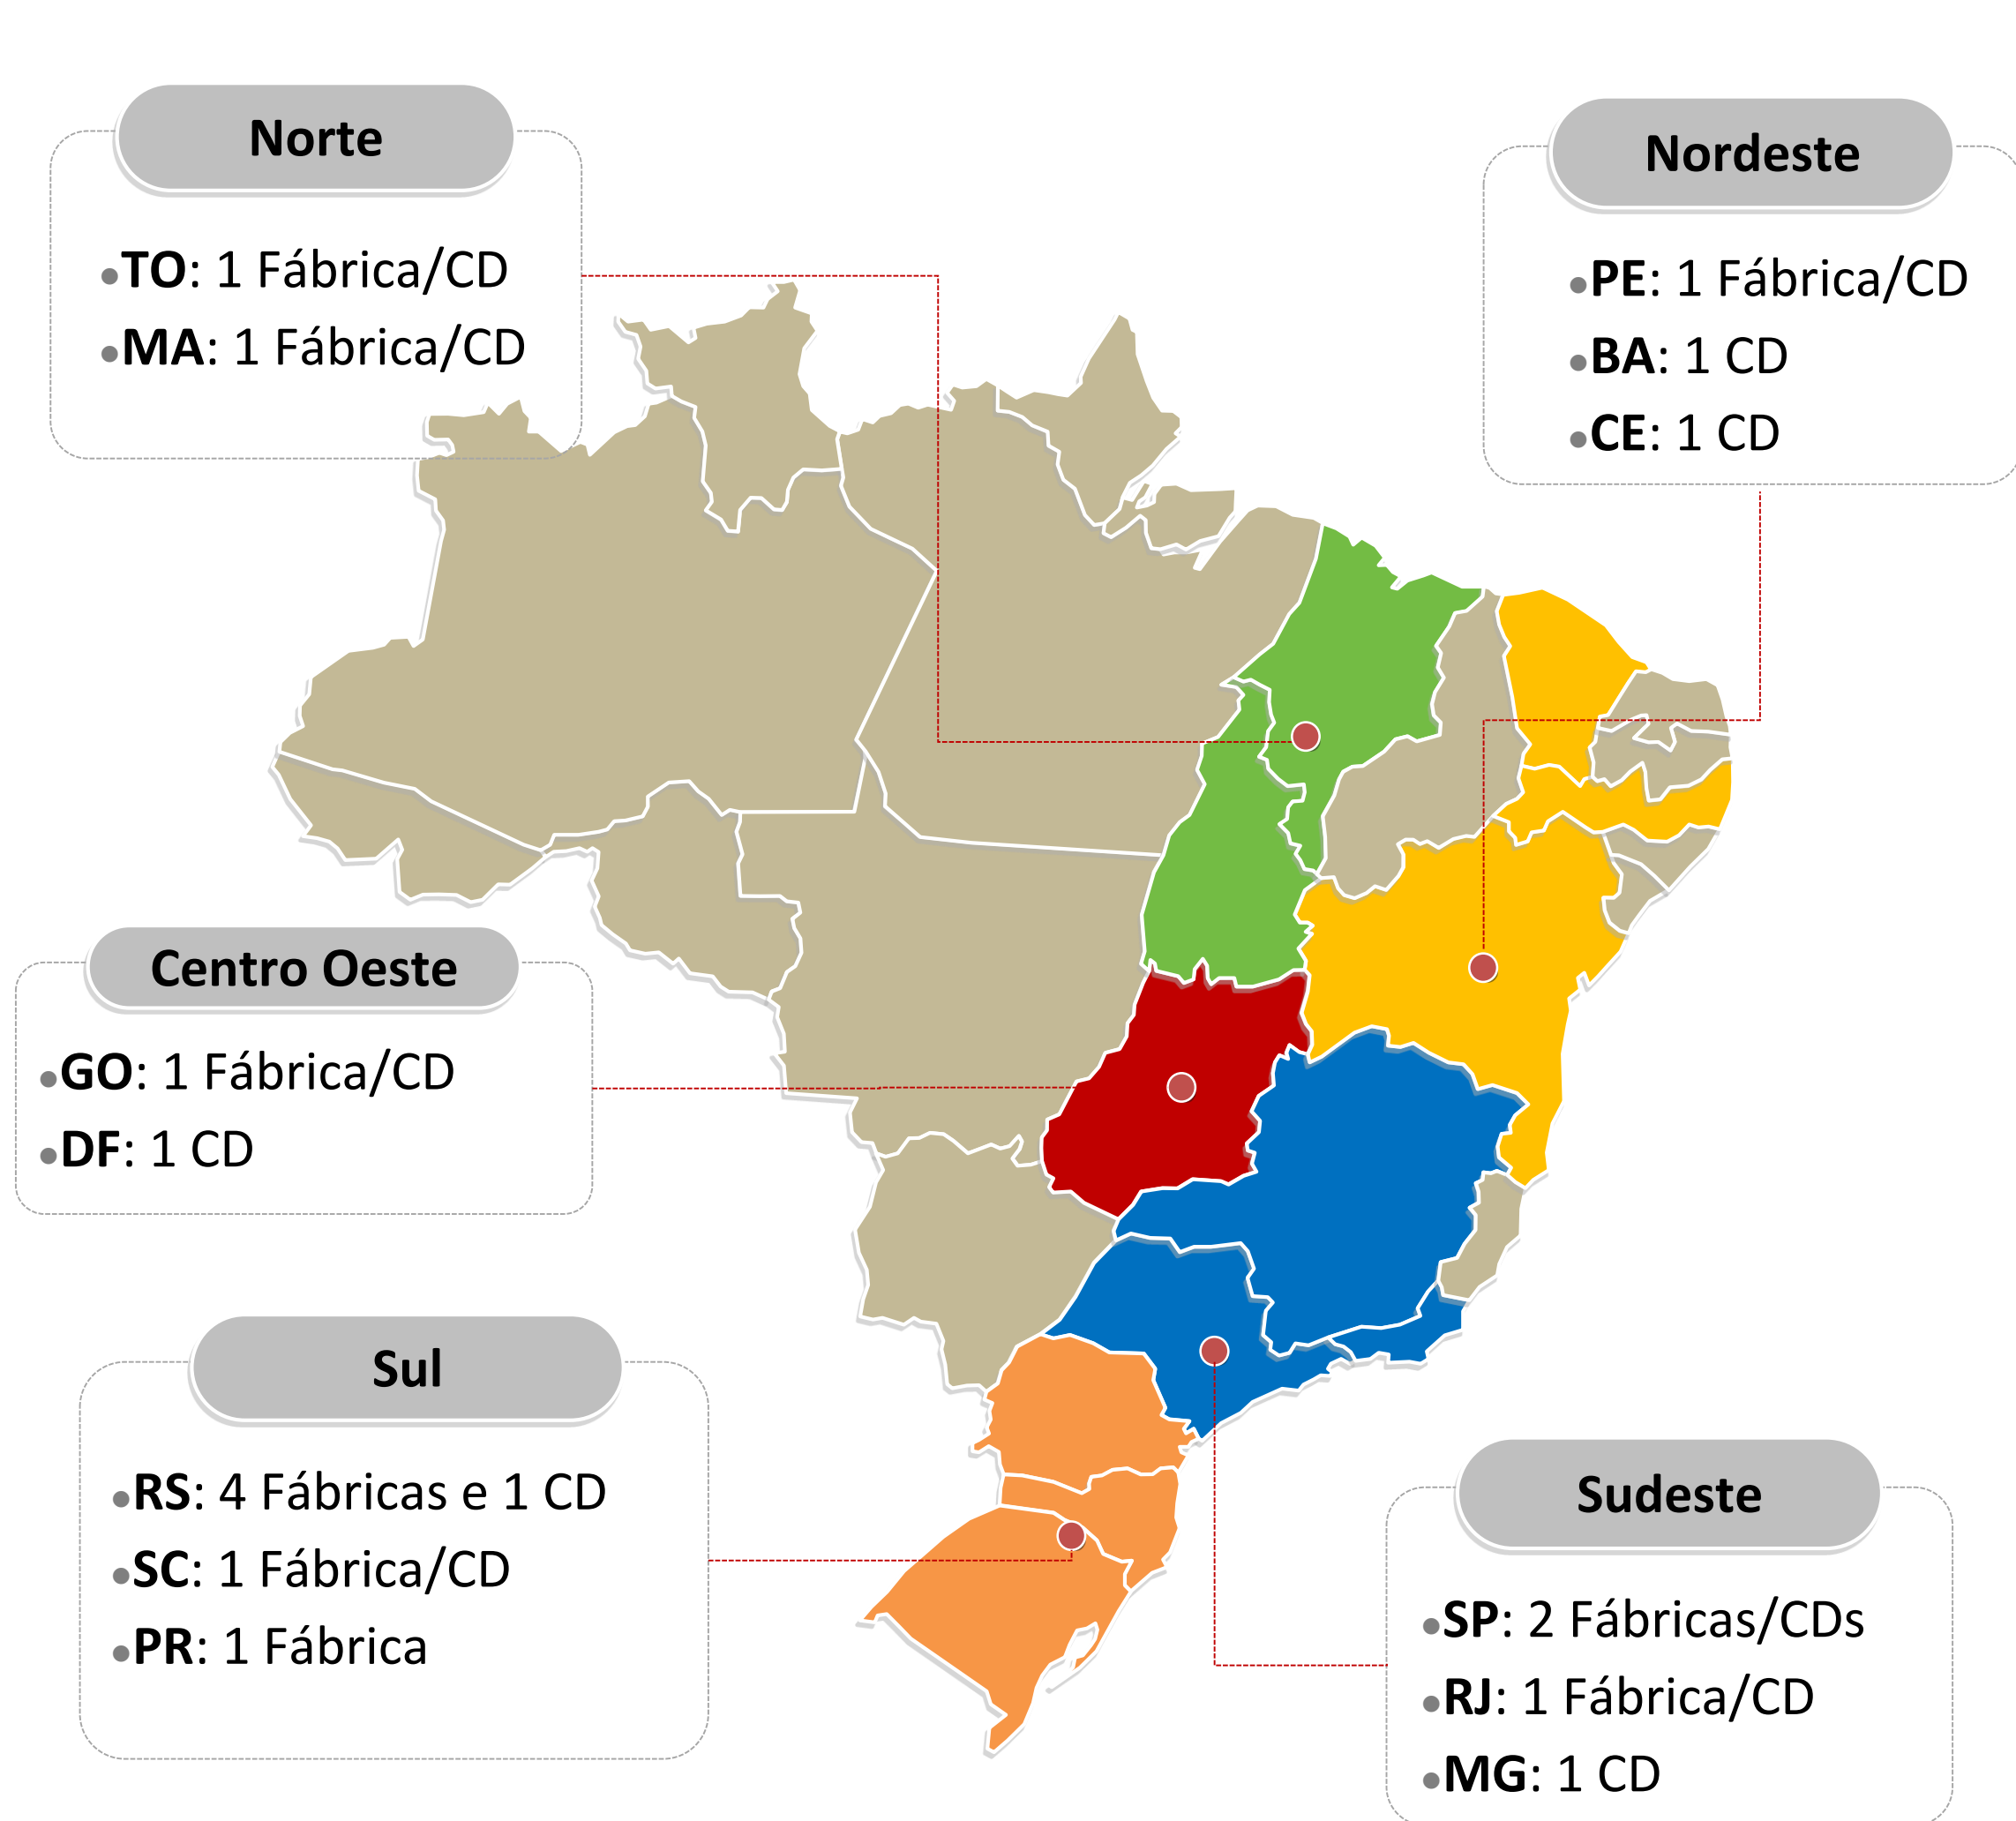 Norte
TO: 1 Fábrica/CD
MA: 1 Fábrica/CD
Nordeste
PE: 1 Fábrica/CD
BA: 1 CD
CE: 1 CD
Centro Oeste
GO: 1 Fábrica/CD
DF: 1 CD
Sul
RS: 4 Fábricas e 1 CD
SC: 1 Fábrica/CD
PR: 1 Fábrica
Sudeste
SP: 2 Fábricas/CDs
RJ: 1 Fábrica/CD
MG: 1 CD